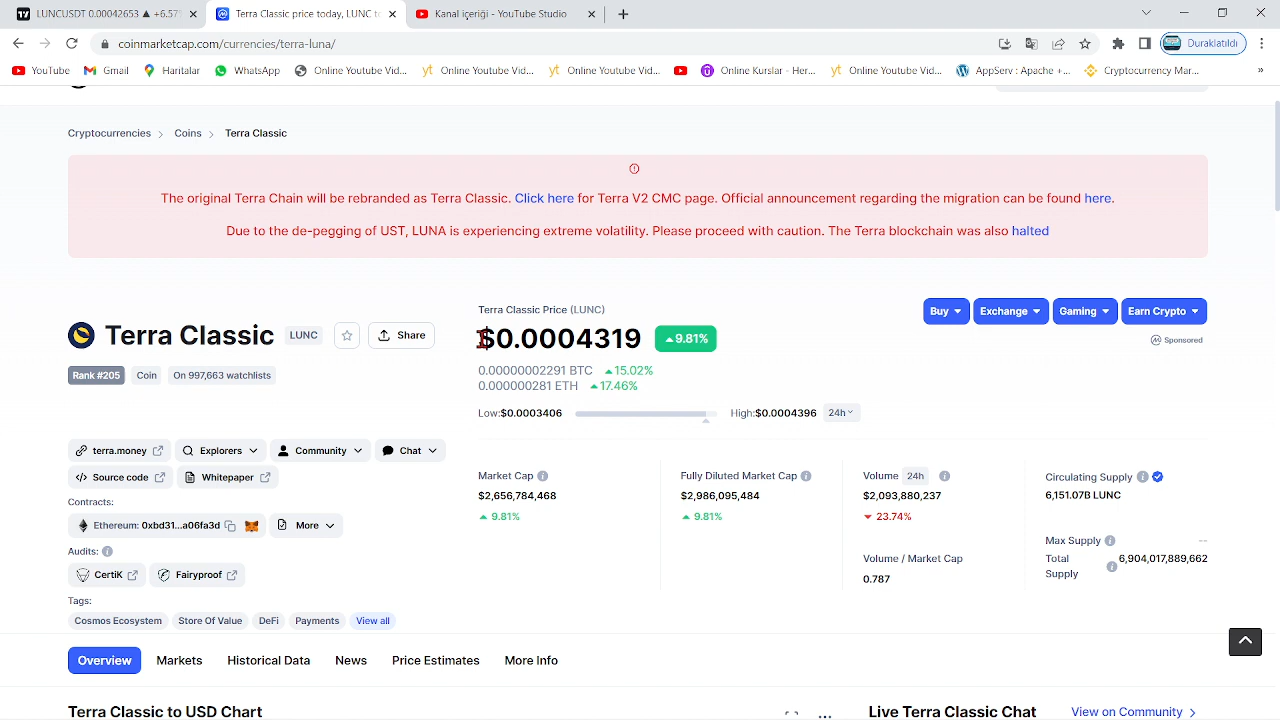 LUNCUSDT 0.00042653 ▲ +6.57%
Terra Classic price today, LUNC to
Kanal içeriği - YouTube Studio
coinmarketcap.com/currencies/terra-luna/
Duraklatıldı
YouTube
Gmail
Haritalar
WhatsApp
Online Youtube Vid...
Online Youtube Vid...
Online Youtube Vid...
Online Kurslar - Her...
Online Youtube Vid...
AppServ : Apache +...
Cryptocurrency Mar...
»
Cryptocurrencies > Coins > Terra Classic
The original Terra Chain will be rebranded as Terra Classic. Click here for Terra V2 CMC page. Official announcement regarding the migration can be found here.
Due to the de-pegging of UST, LUNA is experiencing extreme volatility. Please proceed with caution. The Terra blockchain was also halted
Terra Classic LUNC
Share
Rank #205
Coin
On 997,663 watchlists
Terra Classic Price (LUNC)
$0.0004319
9.81%
0.00000002291 BTC 15.02%
0.000000281 ETH 17.46%
Low:$0.0003406
High:$0.0004396
24h
Buy
Exchange
Gaming
Earn Crypto
Sponsored
terra.money
Explorers
Community
Chat
Source code
Whitepaper
Contracts:
Ethereum: 0xbd31...a06fa3d
More
Audits:
CertiK
Fairyproof
Tags:
Cosmos Ecosystem
Store Of Value
DeFi
Payments
View all
Market Cap
$2,656,784,468
9.81%
Fully Diluted Market Cap
$2,986,095,484
9.81%
Volume 24h
$2,093,880,237
23.74%
Volume / Market Cap
0.787
Circulating Supply
6,151.07B LUNC
Max Supply --
Total Supply 6,904,017,889,662
Overview
Markets
Historical Data
News
Price Estimates
More Info
Terra Classic to USD Chart
Live Terra Classic Chat
View on Community >